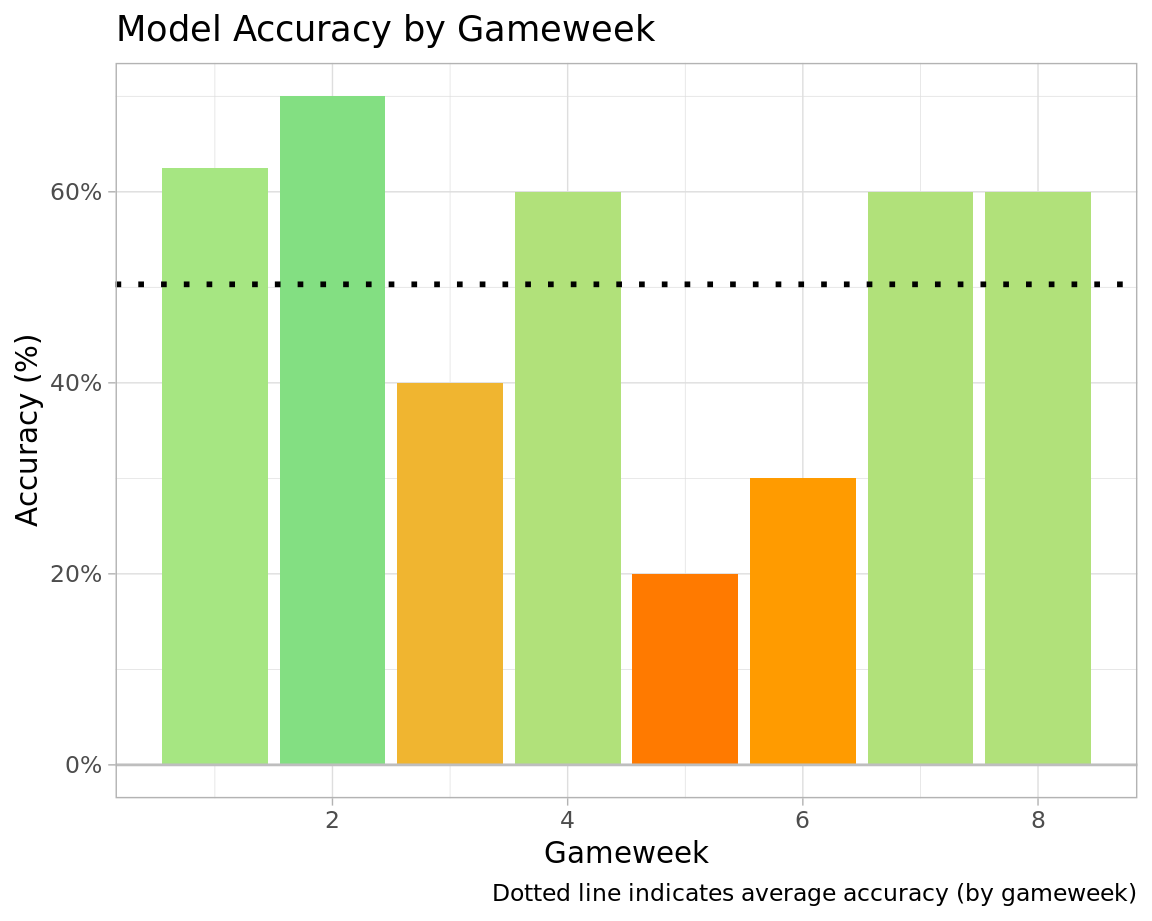 Model Accuracy by Gameweek
Accuracy (%)
60%
40%
20%
0%
2 4 6 8
Gameweek
Dotted line indicates average accuracy (by gameweek)